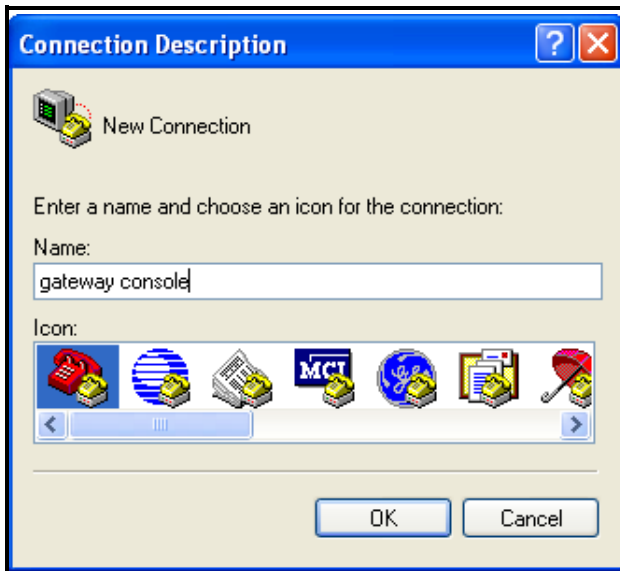 Connection Description
?
New Connection
Enter a name and choose an icon for the connection:
Name:
gateway console
Icon:
MCI
OK
Cancel